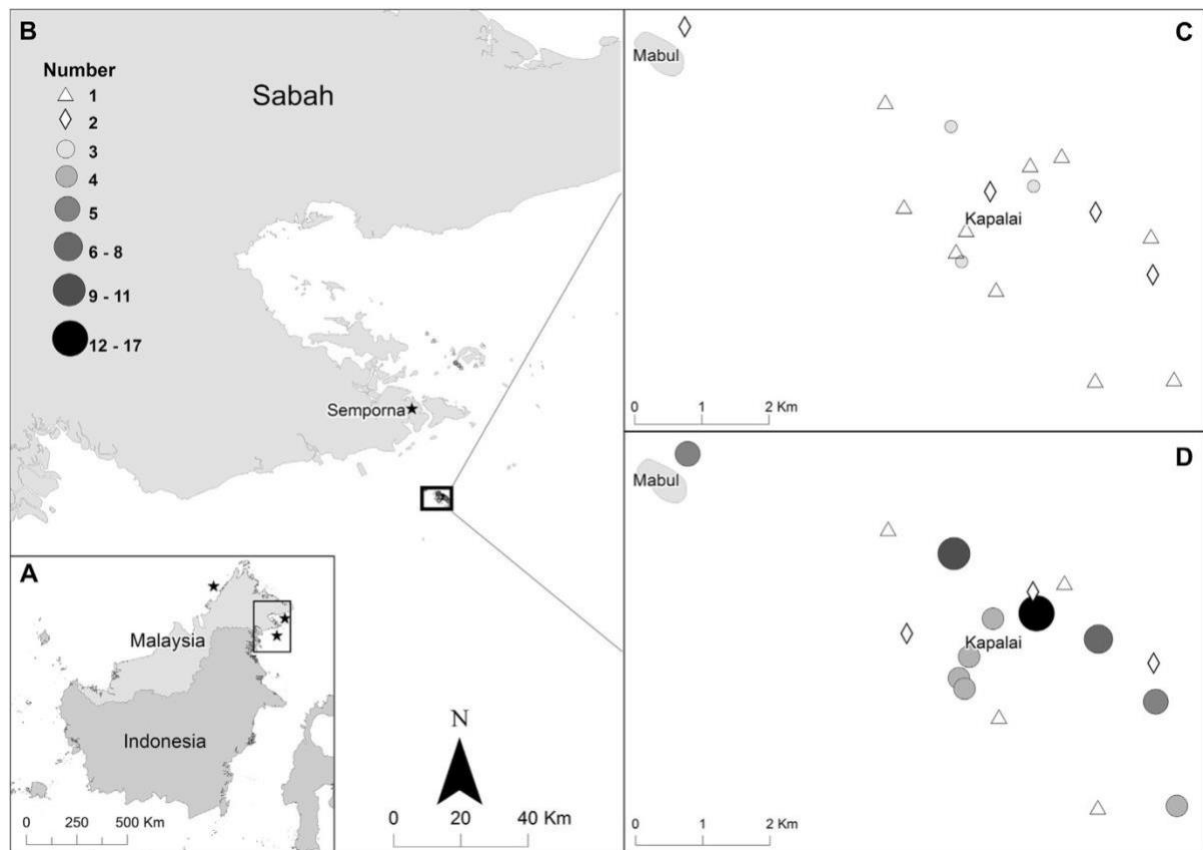 B
Number
1
2
3
4
5
6 - 8
9 - 11
12 - 17
Sabah
Semporna
A
Malaysia
Indonesia
0 250 500 Km
N
0 20 40 Km
C
Mabul
Kapalai
0 1 2 Km
D
Mabul
Kapalai
0 1 2 Km